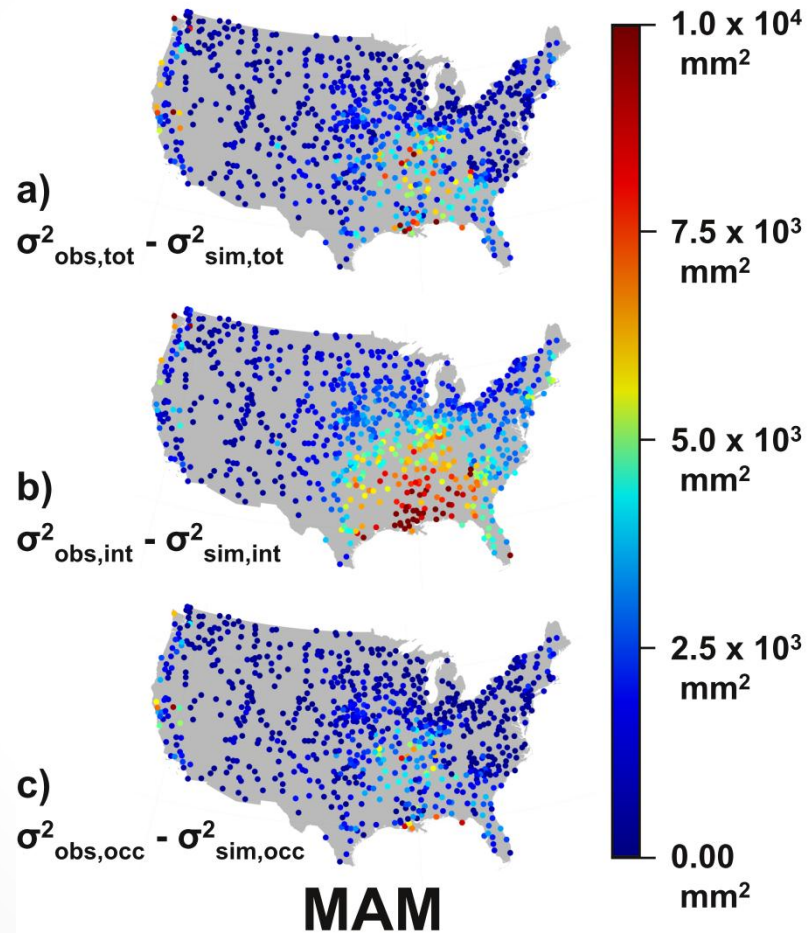 a)
σ²obs,tot - σ²sim,tot
b)
σ²obs,int - σ²sim,int
c)
σ²obs,occ - σ²sim,occ
MAM
1.0 x 10⁴
mm²
7.5 x 10³
mm²
5.0 x 10³
mm²
2.5 x 10³
mm²
0.00
mm²